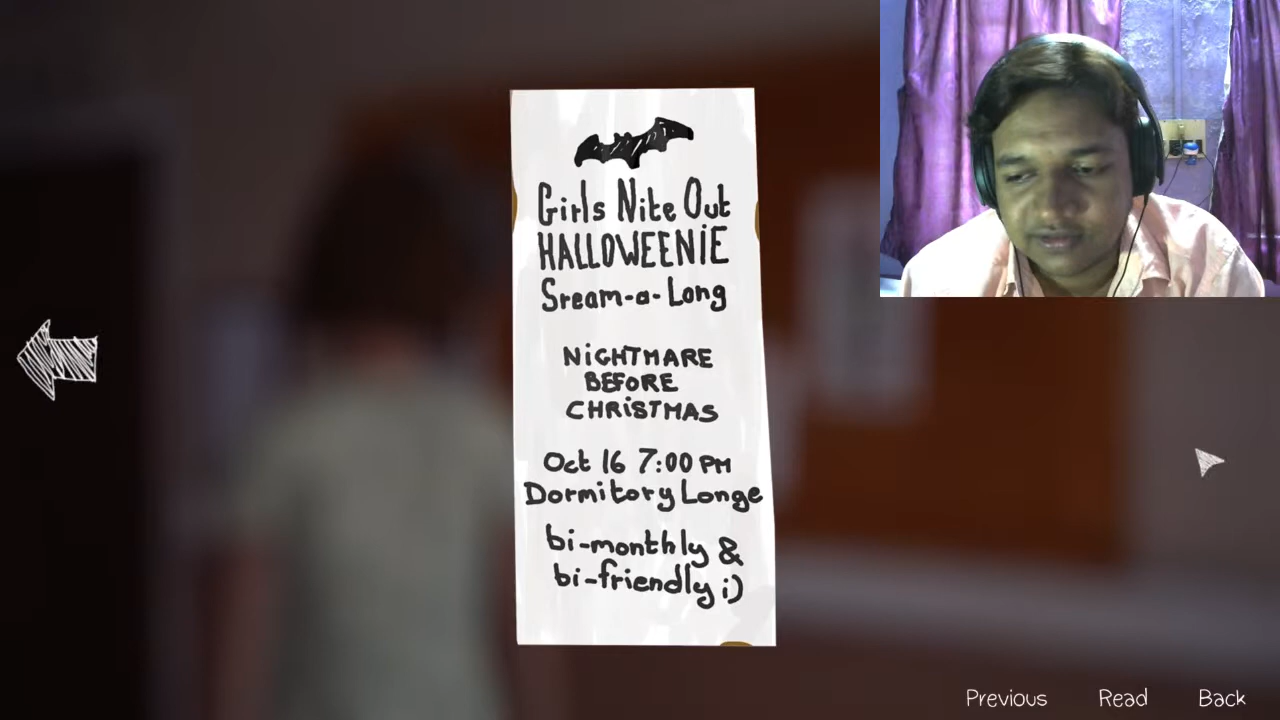 Girls Nite Out
HALLOWEENiE
Sream-a-Long
NiGHTMARE
BEFORE
CHRiSTMAS
Oct 16 7:00 PM
Dormitory Longe
bi-monthly &
bi-friendly ;)
Previous
Read
Back